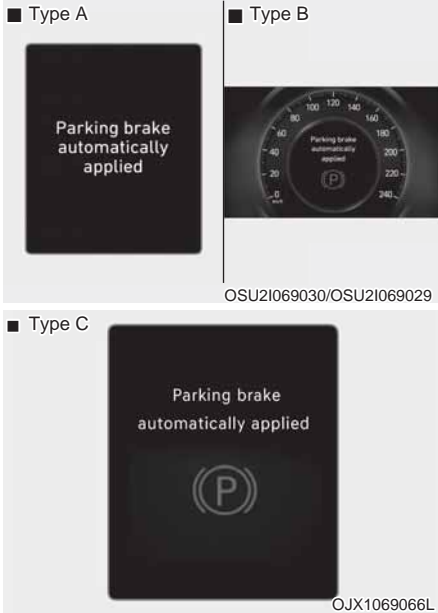 ■ Type A
Parking brake
automatically
applied
■ Type B
0
20
40
60
80
100
120
140
160
180
200
220
240
Parking brake
automatically
applied
(P)
OSU2I069030/OSU2I069029
■ Type C
Parking brake
automatically applied
(P)
OJX1069066L